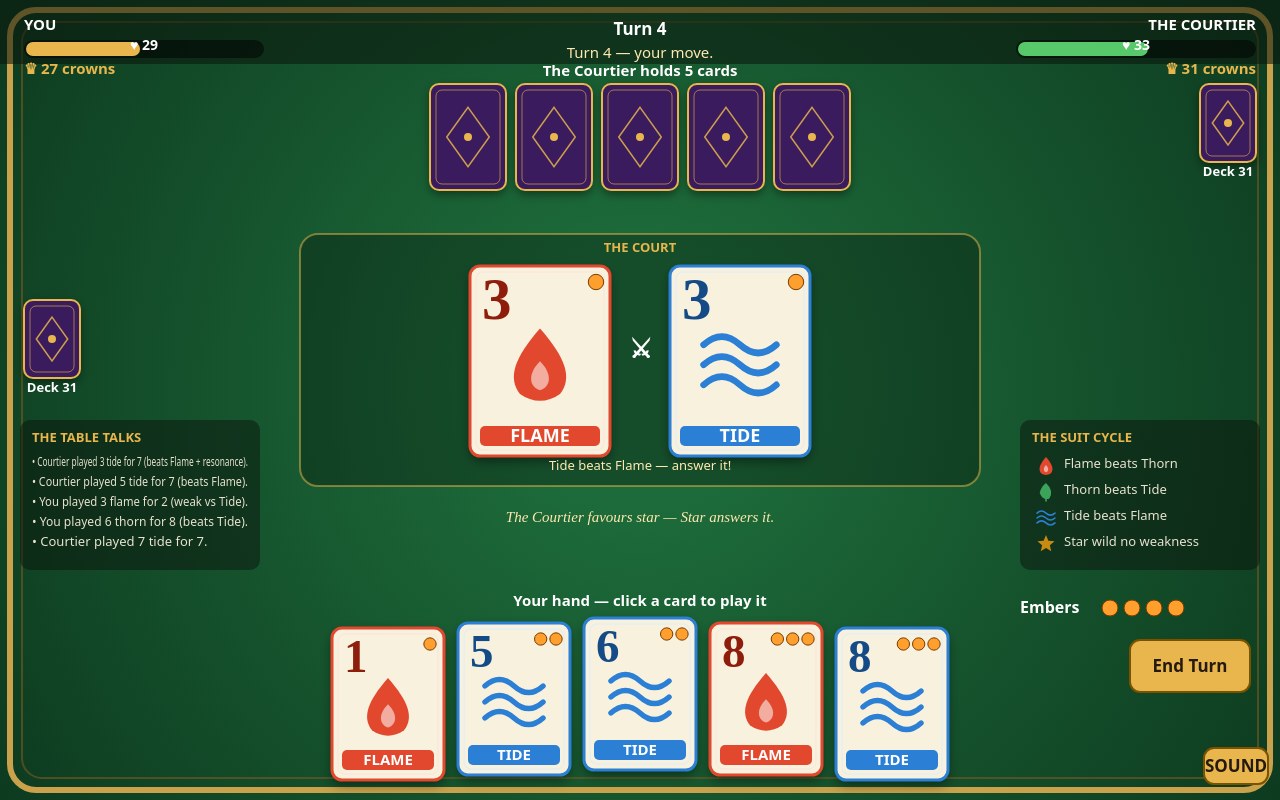 YOU
♥ 29
♛ 27 crowns
Turn 4
Turn 4 — your move.
The Courtier holds 5 cards
THE COURTIER
♥ 33
♛ 31 crowns
Deck 31
THE COURT
3
FLAME
⚔
3
TIDE
Tide beats Flame — answer it!
Deck 31
THE TABLE TALKS
• Courtier played 3 tide for 7 (beats Flame + resonance).
• Courtier played 5 tide for 7 (beats Flame).
• You played 3 flame for 2 (weak vs Tide).
• You played 6 thorn for 8 (beats Tide).
• Courtier played 7 tide for 7.
The Courtier favours star — Star answers it.
THE SUIT CYCLE
Flame beats Thorn
Thorn beats Tide
Tide beats Flame
Star wild no weakness
Your hand — click a card to play it
1
FLAME
5
TIDE
6
TIDE
8
FLAME
8
TIDE
Embers
End Turn
SOUND